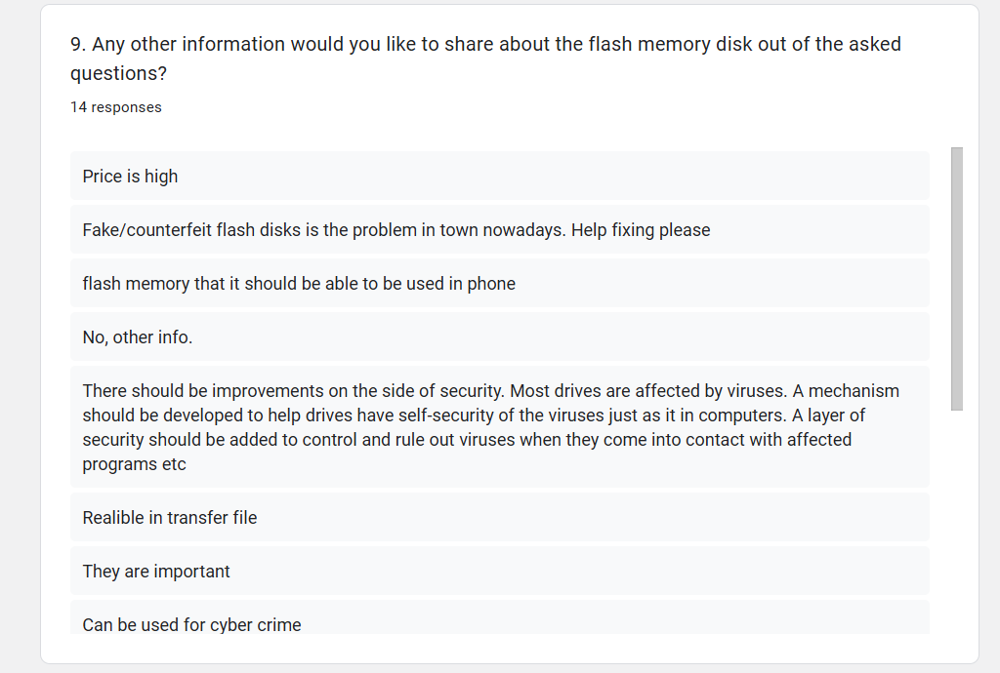 9. Any other information would you like to share about the flash memory disk out of the asked
questions?
14 responses
Price is high
Fake/counterfeit flash disks is the problem in town nowadays. Help fixing please
flash memory that it should be able to be used in phone
No, other info.
There should be improvements on the side of security. Most drives are affected by viruses. A mechanism
should be developed to help drives have self-security of the viruses just as it in computers. A layer of
security should be added to control and rule out viruses when they come into contact with affected
programs etc
Realible in transfer file
They are important
Can be used for cyber crime